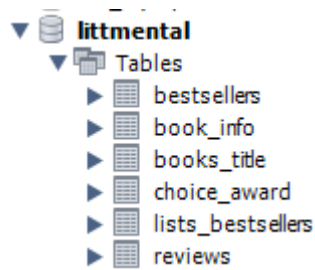 littmental
Tables
bestsellers
book_info
books_title
choice_award
lists_bestsellers
reviews